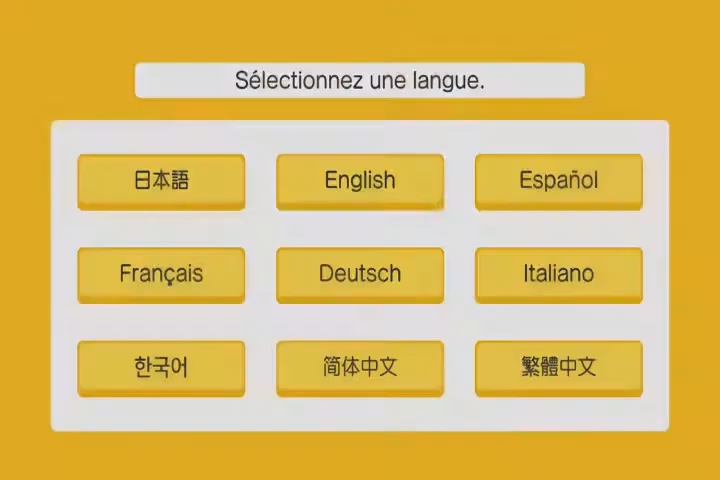 Sélectionnez une langue.
日本語 English Español
Français Deutsch Italiano
한국어 简体中文 繁體中文